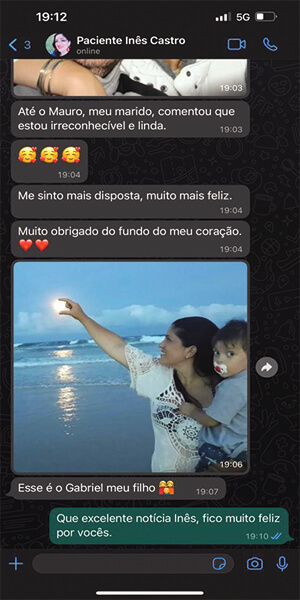 19:12
5G
3
Paciente Inês Castro
online
19:03
Até o Mauro, meu marido, comentou que
estou irreconhecível e linda.
19:03
🥰 🥰 🥰
19:04
Me sinto mais disposta, muito mais feliz.
19:04
Muito obrigado do fundo do meu coração.
❤️❤️
19:04
19:06
Esse é o Gabriel meu filho 👩‍❤️‍👨
19:07
Que excelente notícia Inês, fico muito feliz
por vocês.
19:10